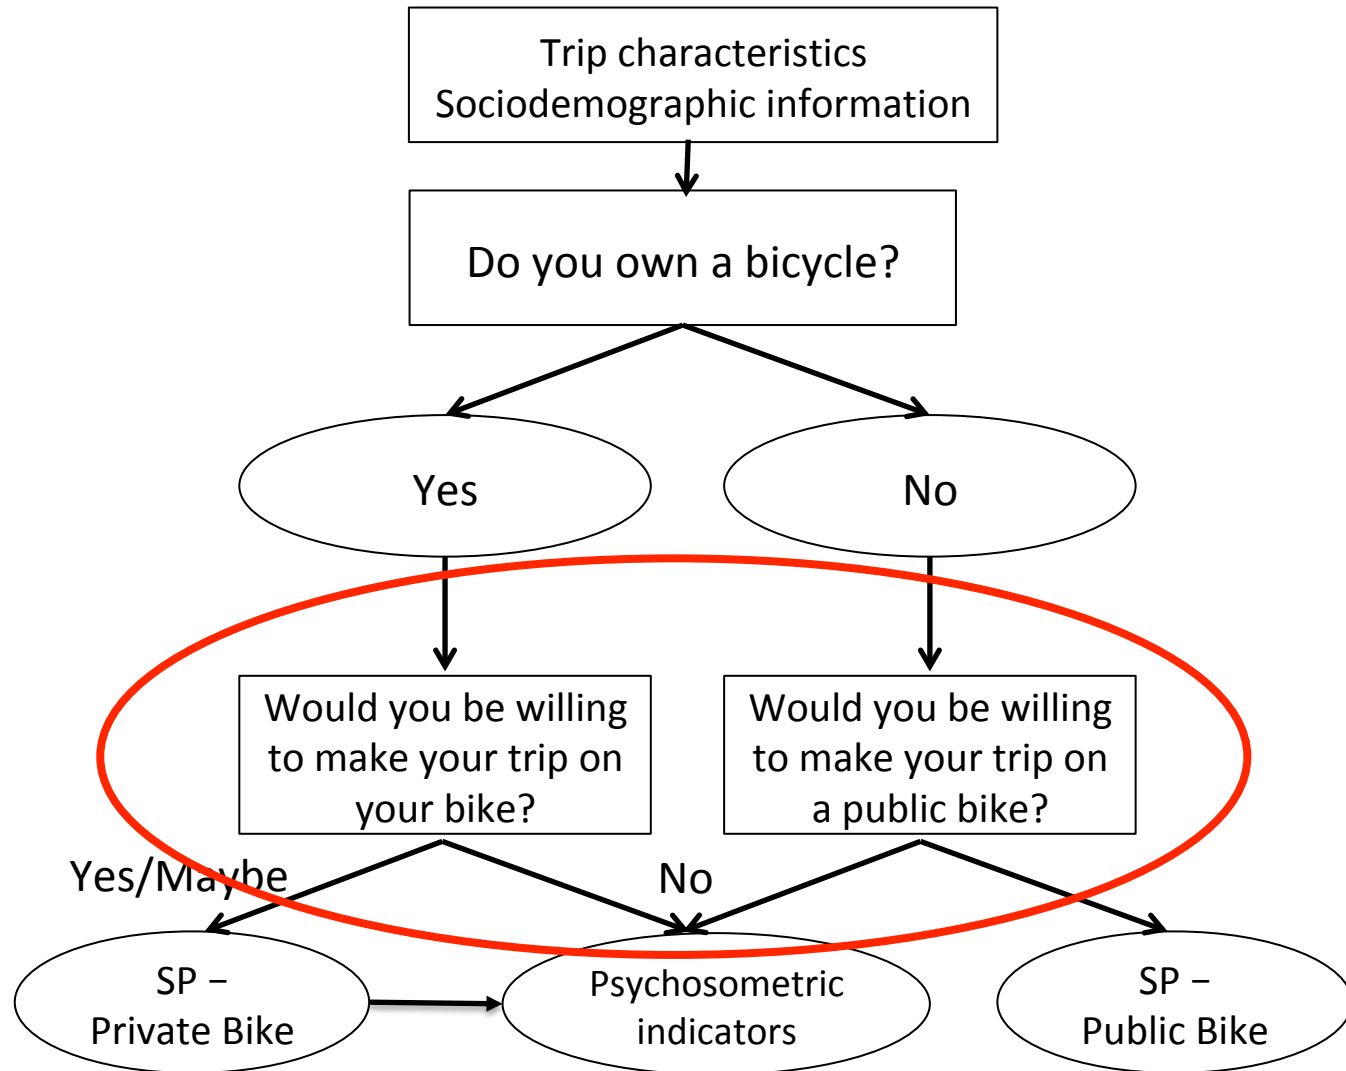 Trip characteristics
Sociodemographic information
Do you own a bicycle?
Yes
No
Would you be willing
to make your trip on
your bike?
Would you be willing
to make your trip on
a public bike?
Yes/Maybe
No
SP –
Private Bike
Psychosometric
indicators
SP –
Public Bike